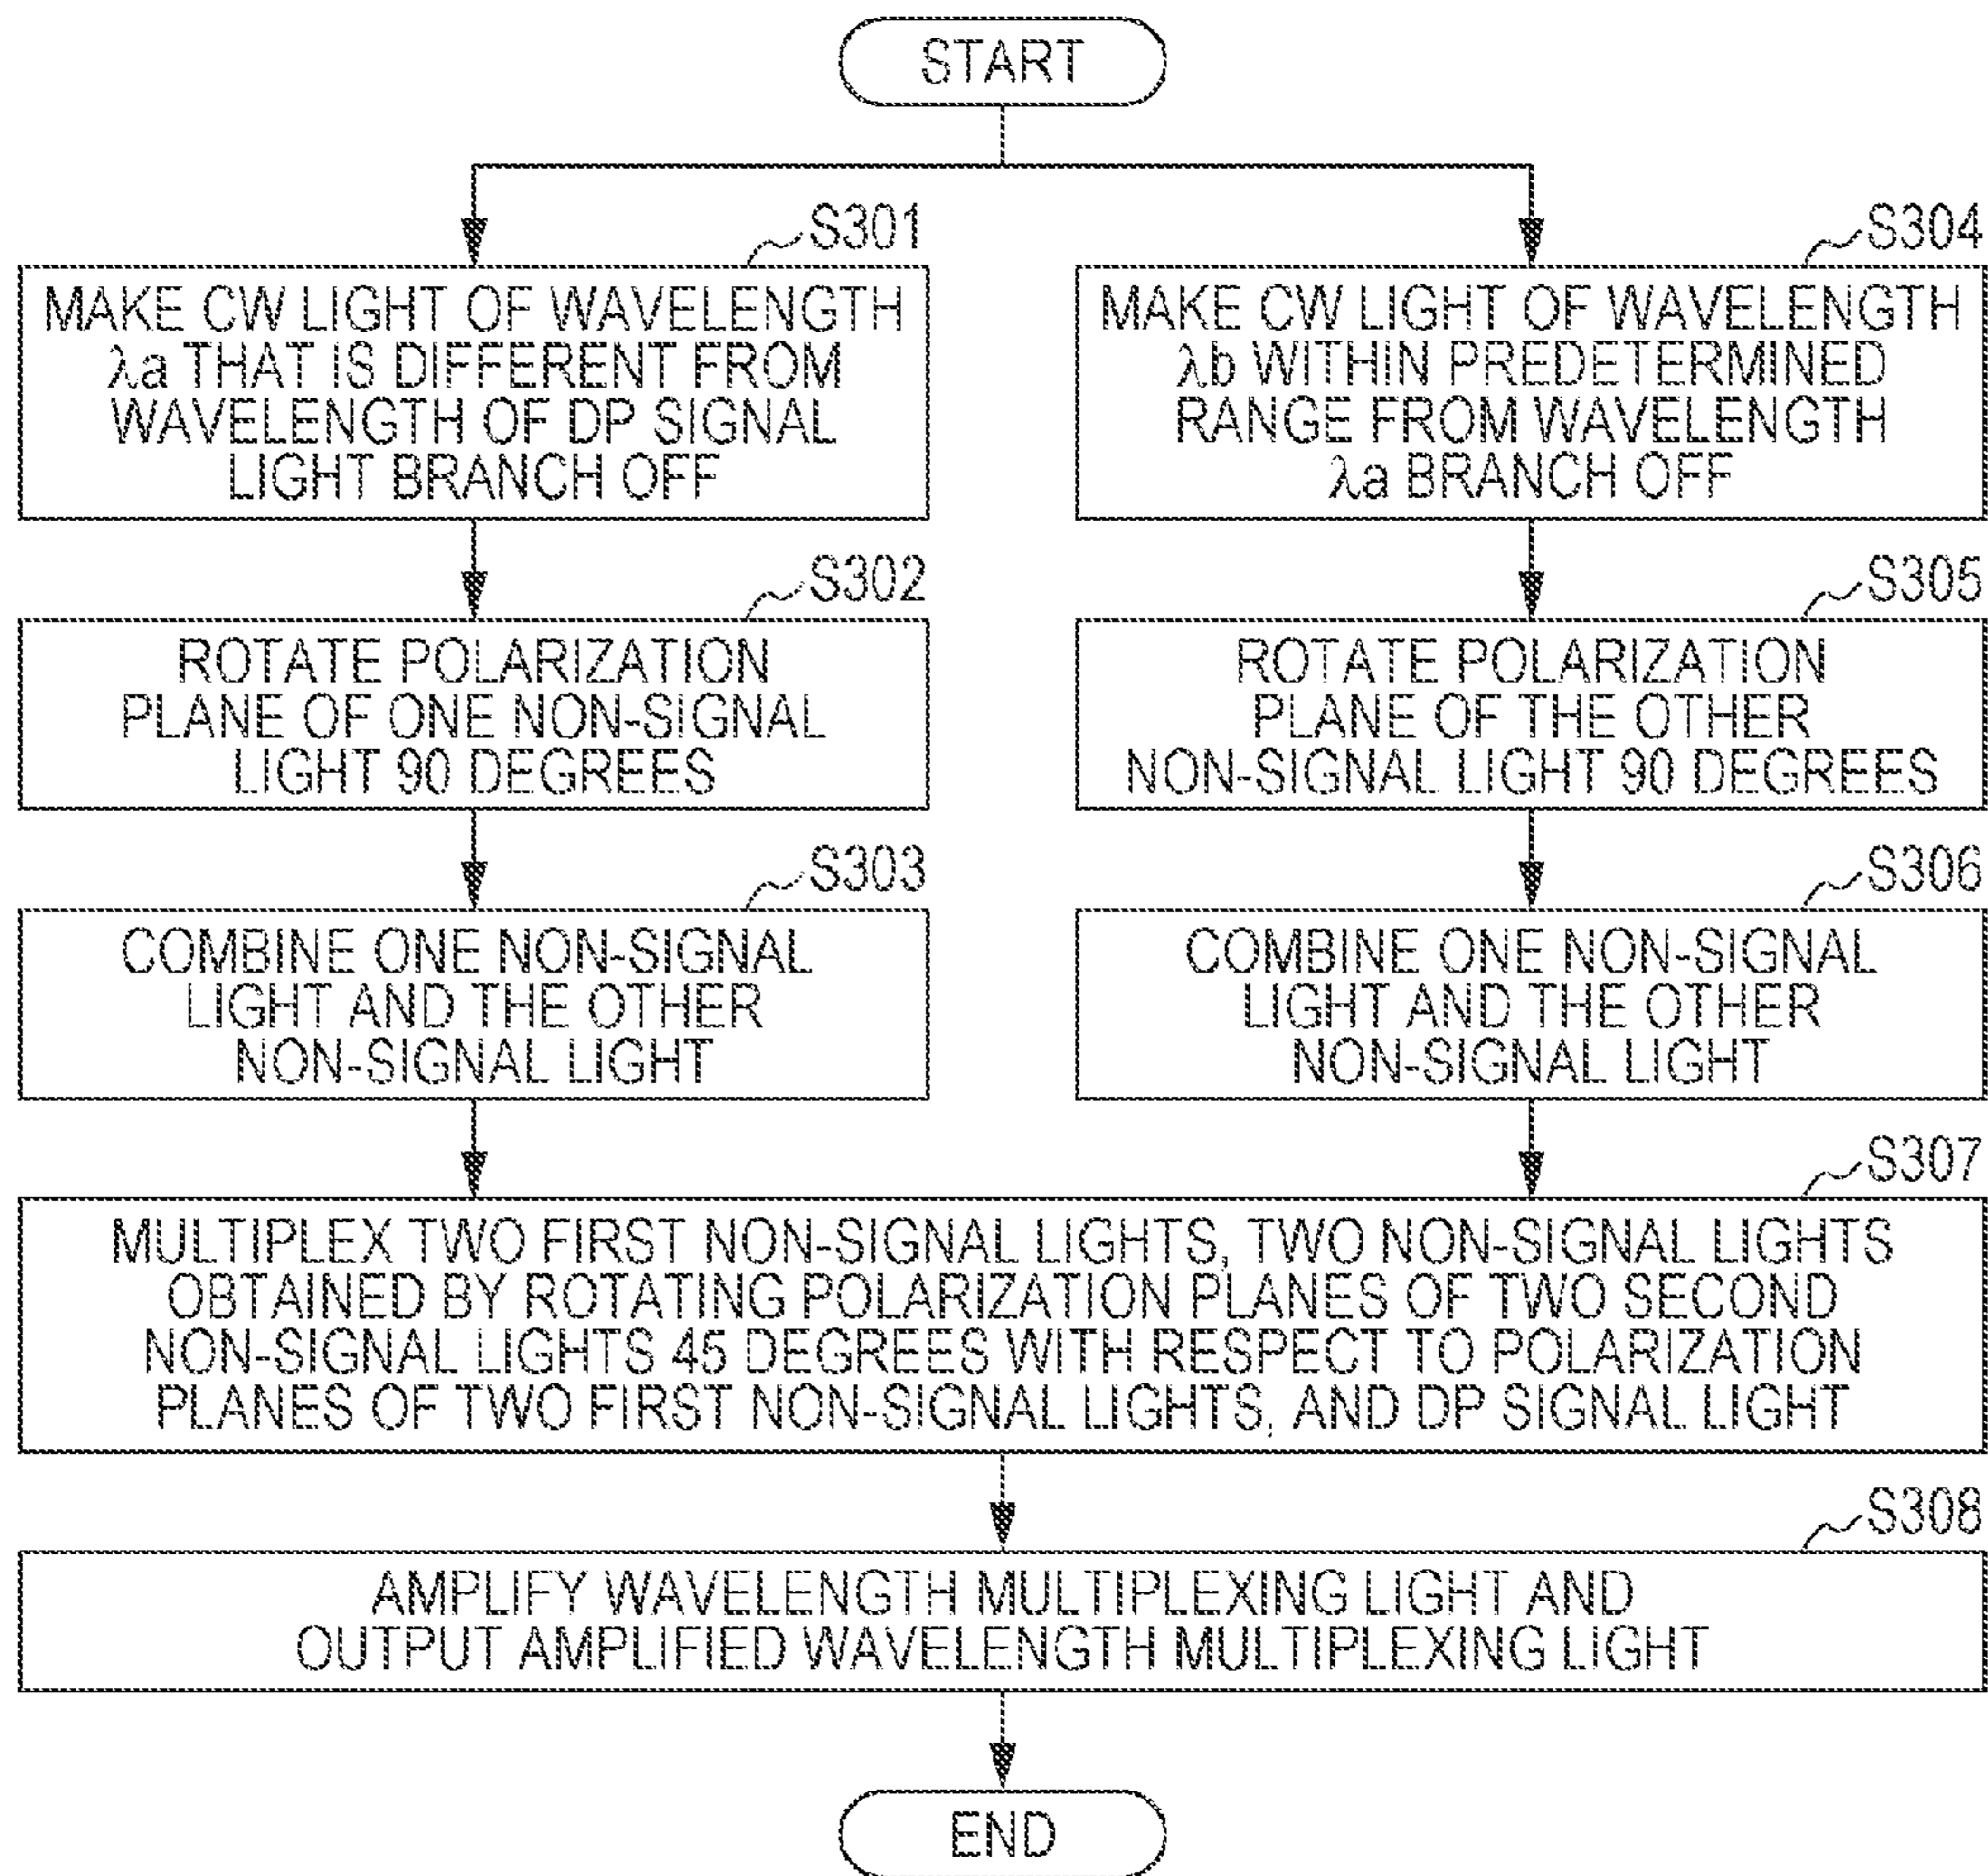 START
S301
MAKE CW LIGHT OF WAVELENGTH
λa THAT IS DIFFERENT FROM
WAVELENGTH OF DP SIGNAL
LIGHT BRANCH OFF
S302
ROTATE POLARIZATION
PLANE OF ONE NON-SIGNAL
LIGHT 90 DEGREES
S303
COMBINE ONE NON-SIGNAL
LIGHT AND THE OTHER
NON-SIGNAL LIGHT
S304
MAKE CW LIGHT OF WAVELENGTH
λb WITHIN PREDETERMINED
RANGE FROM WAVELENGTH
λa BRANCH OFF
S305
ROTATE POLARIZATION
PLANE OF THE OTHER
NON-SIGNAL LIGHT 90 DEGREES
S306
COMBINE ONE NON-SIGNAL
LIGHT AND THE OTHER
NON-SIGNAL LIGHT
S307
MULTIPLEX TWO FIRST NON-SIGNAL LIGHTS, TWO NON-SIGNAL LIGHTS
OBTAINED BY ROTATING POLARIZATION PLANES OF TWO SECOND
NON-SIGNAL LIGHTS 45 DEGREES WITH RESPECT TO POLARIZATION
PLANES OF TWO FIRST NON-SIGNAL LIGHTS, AND DP SIGNAL LIGHT
S308
AMPLIFY WAVELENGTH MULTIPLEXING LIGHT AND
OUTPUT AMPLIFIED WAVELENGTH MULTIPLEXING LIGHT
END